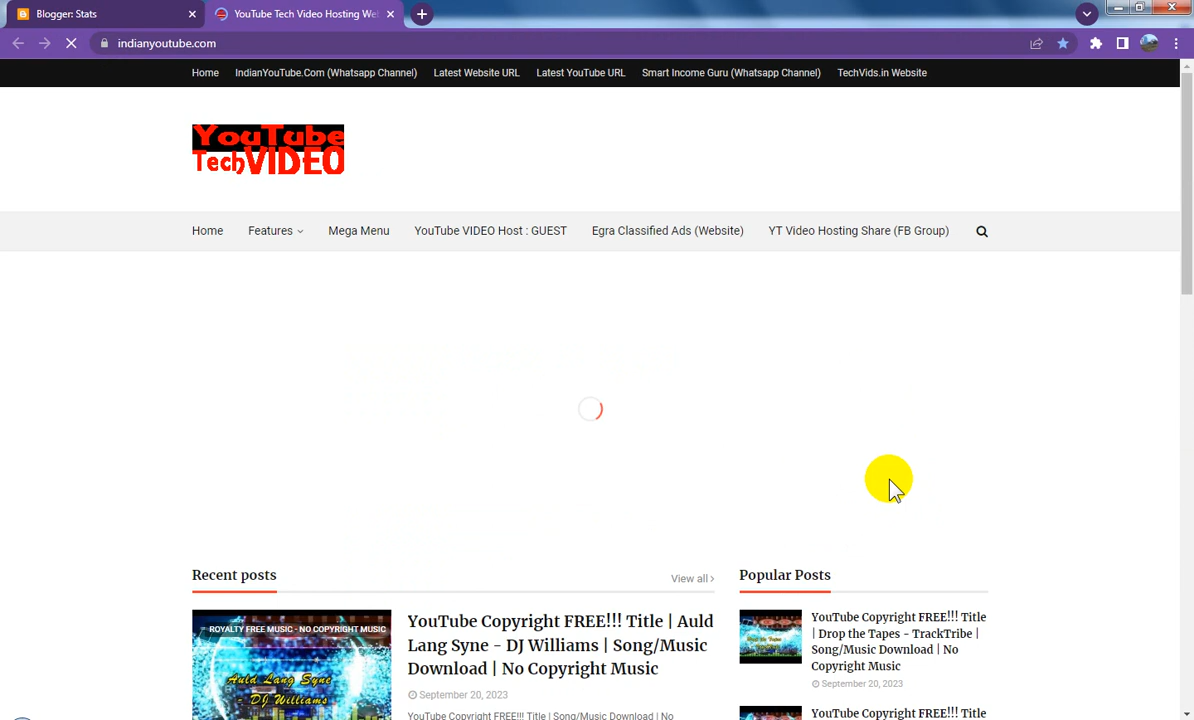 Blogger: Stats
YouTube Tech Video Hosting We
indianyoutube.com
Home IndianYouTube.Com (Whatsapp Channel) Latest Website URL Latest YouTube URL Smart Income Guru (Whatsapp Channel) TechVids.in Website
YouTube
TechVIDEO
Home Features Mega Menu YouTube VIDEO Host : GUEST Egra Classified Ads (Website) YT Video Hosting Share (FB Group)
Recent posts
View all
ROYALTY FREE MUSIC - NO COPYRIGHT MUSIC
Auld Lang Syne
- DJ Williams
YouTube Copyright FREE!!! Title | Auld
Lang Syne - DJ Williams | Song/Music
Download | No Copyright Music
September 20, 2023
YouTube Copyright FREE!!! Title | Song/Music Download | No
Popular Posts
YouTube Copyright FREE!!! Title
| Drop the Tapes - TrackTribe |
Song/Music Download | No
Copyright Music
September 20, 2023
YouTube Copyright FREE!!! Title